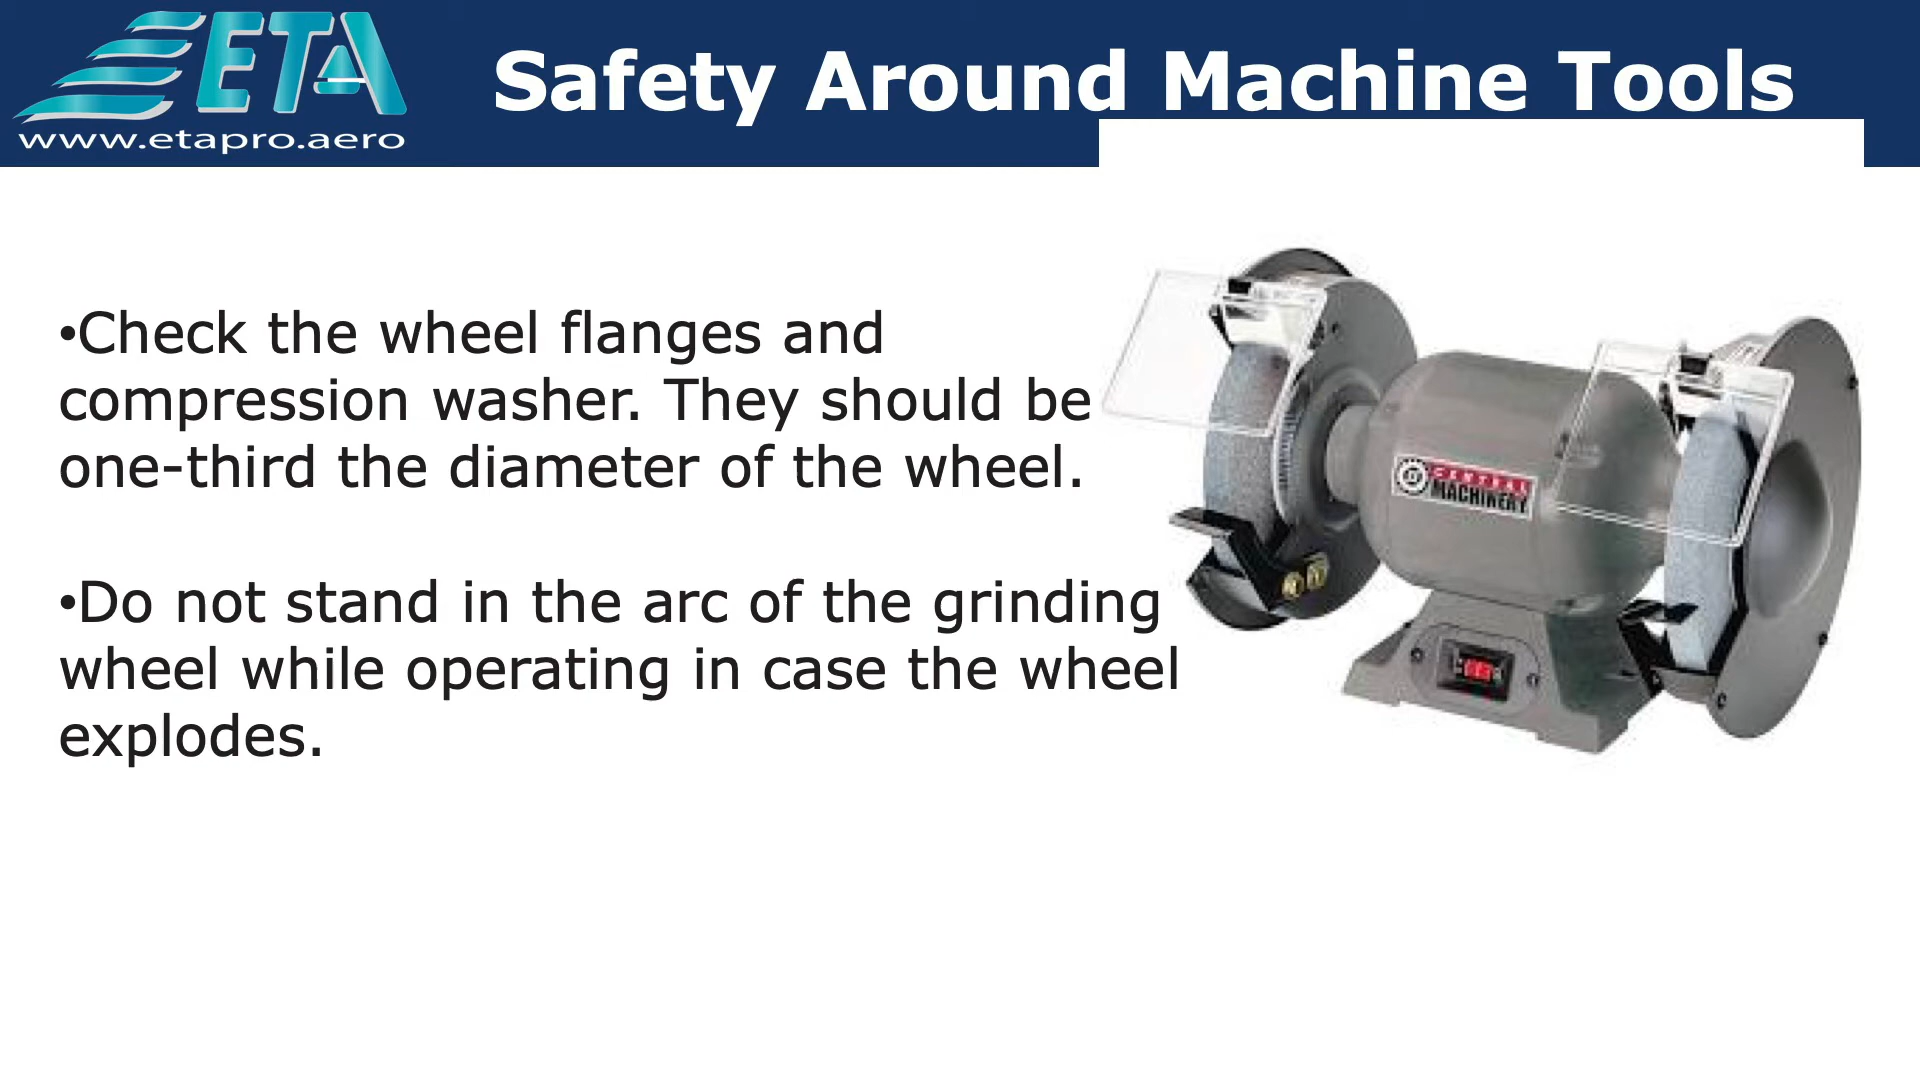 ETA
www.etapro.aero
Safety Around Machine Tools
•Check the wheel flanges and
compression washer. They should be
one-third the diameter of the wheel.
•Do not stand in the arc of the grinding
wheel while operating in case the wheel
explodes.
CENTRAL
MACHINERY